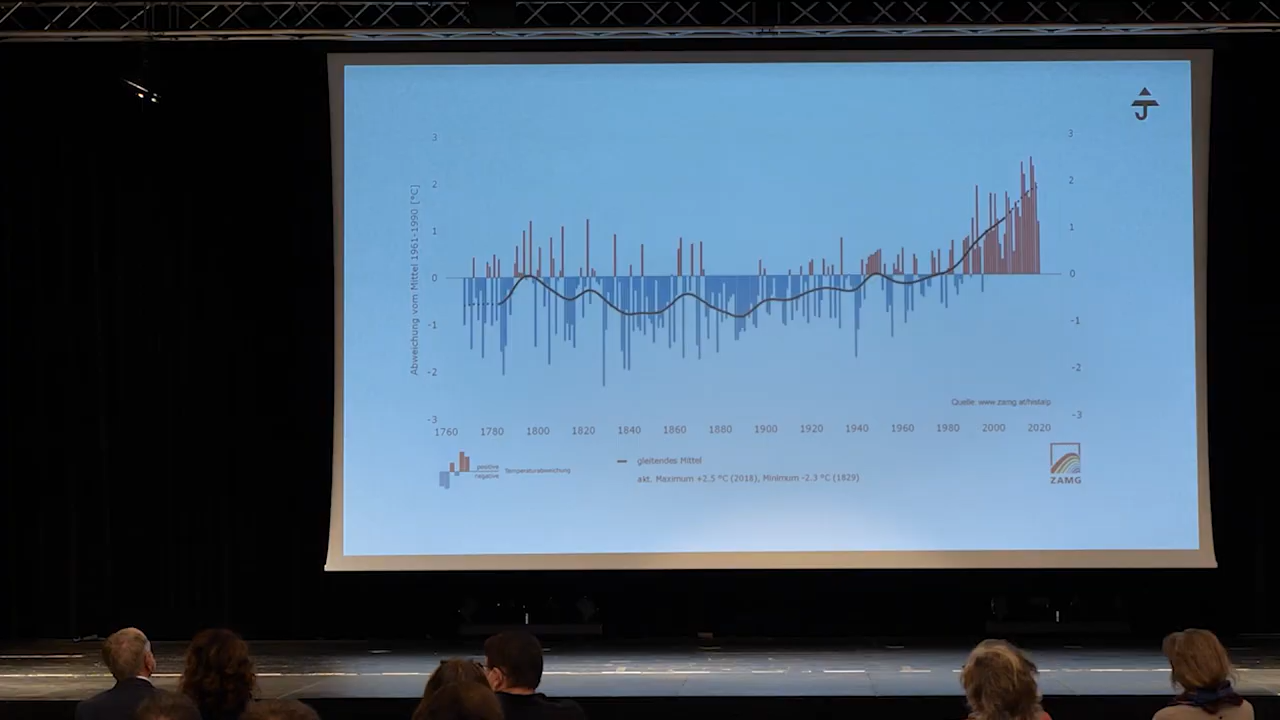 3
3
2
2
1
1
0
0
-1
-1
-2
-2
-3
-3
Abweichung vom Mittel 1961-1990 [°C]
Quelle: www.zamg.at/histalp
1760 1780 1800 1820 1840 1860 1880 1900 1920 1940 1960 1980 2000 2020
positive
negative
Temperaturabweichung
gleitendes Mittel
akt. Maximum +2.5 °C (2018), Minimum -2.3 °C (1829)
ZAMG